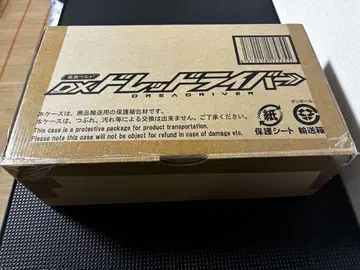 変身ベルト
DXドレッドライバー
DREADRIVER
本ケースは、商品輸送用の保護梱包材です。
本ケースは、つぶれ、汚れ等による交換は出来ません。ご了承ください。
This case is a protective package for product transportation.
Please note this case will not be object for refund in case of damage etc.
紙
保護シート
ダンボール
輸送箱